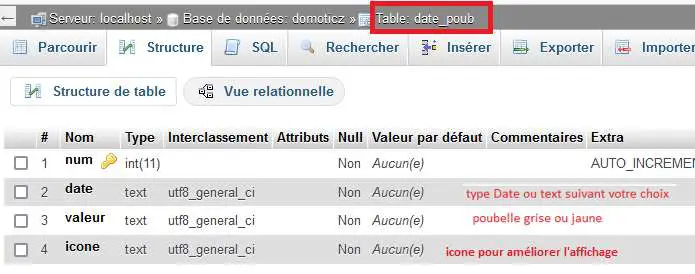 Serveur: localhost » Base de données: domoticz » Table: date_poub
Parcourir Structure SQL Rechercher Insérer Exporter Importer
Structure de table Vue relationnelle
# Nom Type Interclassement Attributs Null Valeur par défaut Commentaires Extra
1 num int(11) Non Aucun(e) AUTO_INCREME
2 date text utf8_general_ci Non Aucun(e) type Date ou text suivant votre choix
3 valeur text utf8_general_ci Non Aucun(e) poubelle grise ou jaune
4 icone text utf8_general_ci Non Aucun(e) icone pour améliorer l'affichage